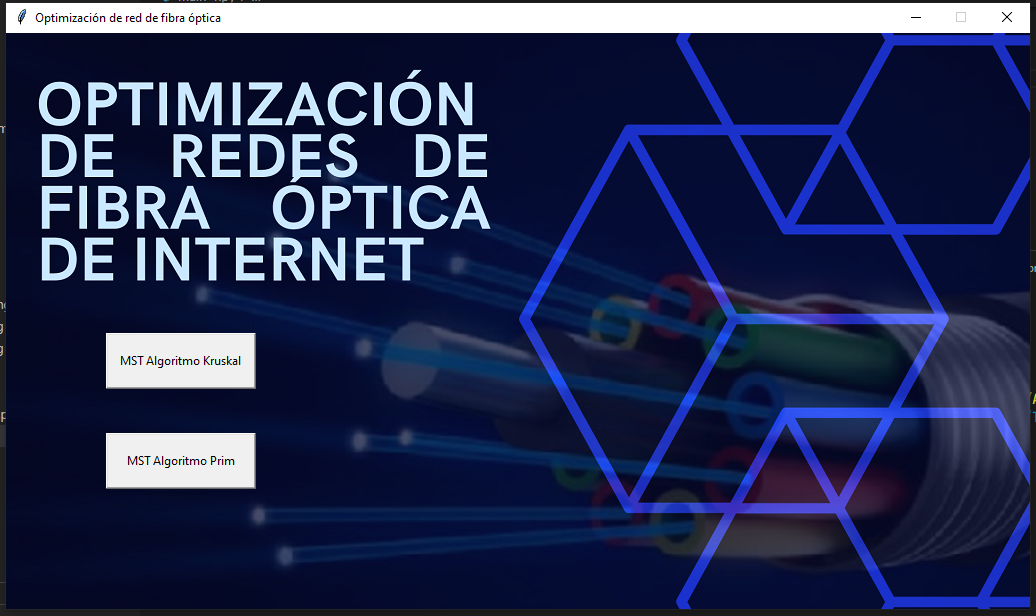 Optimización de red de fibra óptica
OPTIMIZACIÓN
DE REDES DE
FIBRA ÓPTICA
DE INTERNET
MST Algoritmo Kruskal
MST Algoritmo Prim